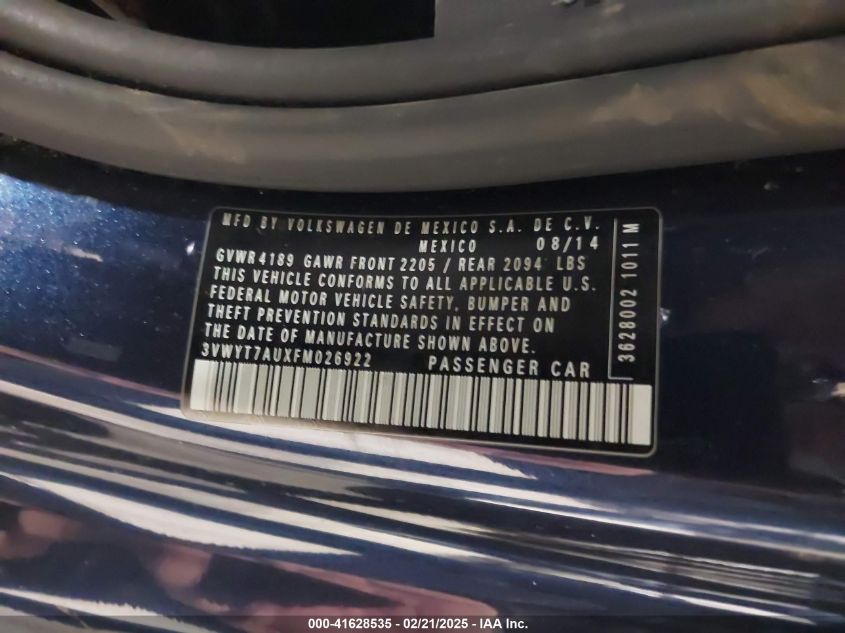 MFD BY VOLKSWAGEN DE MEXICO S.A. DE C.V.
MEXICO 08/14
GVWR 4189 GAWR FRONT 2205 / REAR 2094 LBS
THIS VEHICLE CONFORMS TO ALL APPLICABLE U.S.
FEDERAL MOTOR VEHICLE SAFETY, BUMPER AND
THEFT PREVENTION STANDARDS IN EFFECT ON
THE DATE OF MANUFACTURE SHOWN ABOVE.
3VWYT7AUXFM026922 PASSENGER CAR
3628002 1011 M
000-41628535 - 02/21/2025 - IAA Inc.